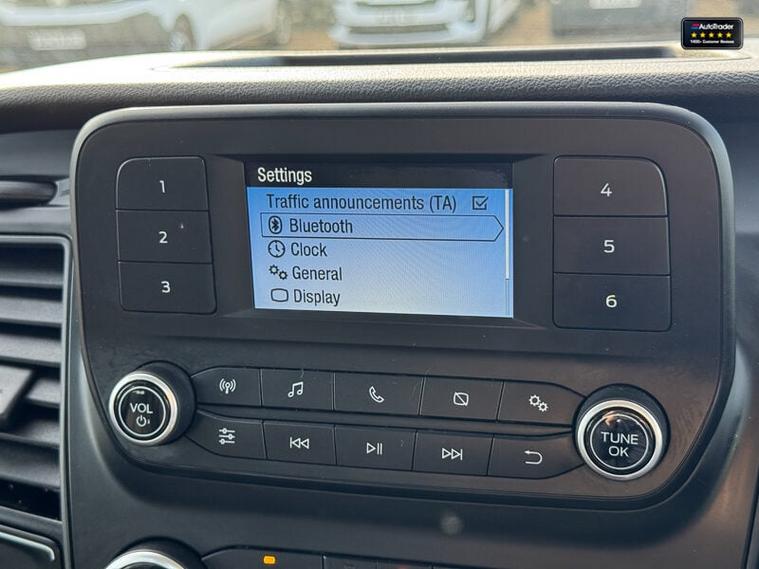 AutoTrader
Settings
Traffic announcements (TA)
Bluetooth
Clock
General
Display
1
2
3
4
5
6
VOL
TUNE
OK